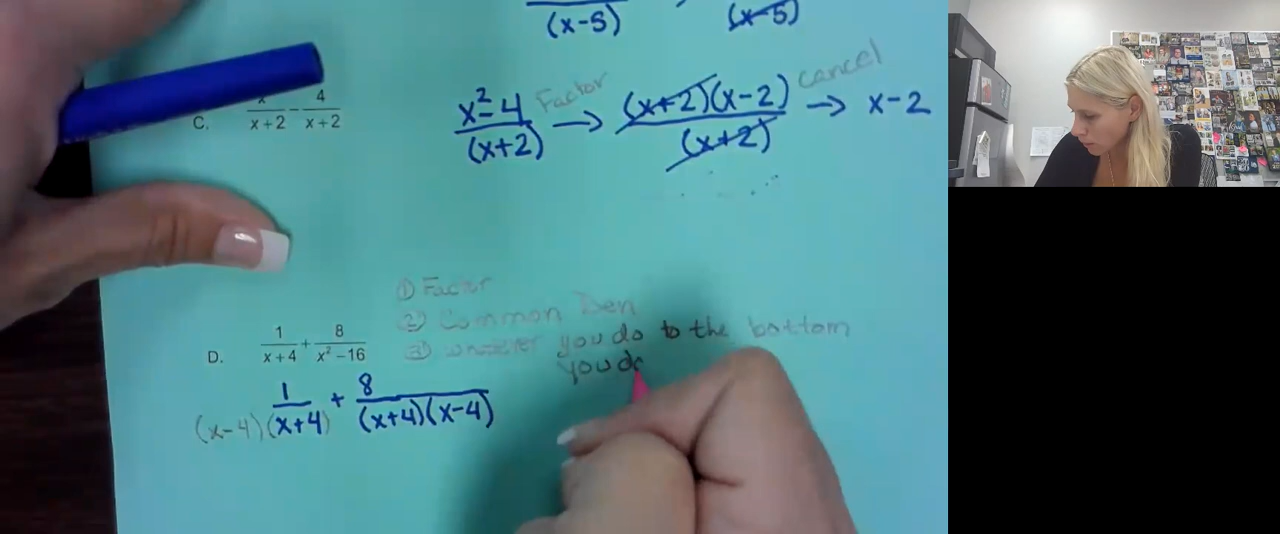 (x-5) (x-5)
C. x/x+2 - 4/x+2
x²-4/(x+2) Factor → (x+2)(x-2)/(x+2) cancel → x-2
① Factor
② Common Den
D. 1/x+4 + 8/x²-16
③ whatever you do to the bottom
you do
(x-4) 1/(x+4) + 8/(x+4)(x-4)